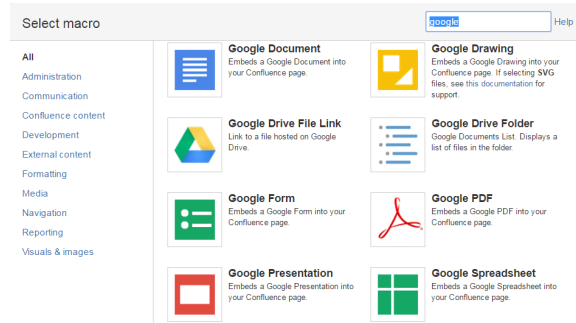 Select macro
google
Help
All
Administration
Communication
Confluence content
Development
External content
Formatting
Media
Navigation
Reporting
Visuals & images
Google Document
Embeds a Google Document into
your Confluence page.
Google Drawing
Embeds a Google Drawing into your
Confluence page. If selecting SVG
files, see this documentation for
support.
Google Drive File Link
Link to a file hosted on Google
Drive.
Google Drive Folder
Google Documents List. Displays a
list of files in the folder.
Google Form
Embeds a Google Form into your
Confluence page.
Google PDF
Embeds a Google PDF into your
Confluence page.
Google Presentation
Embeds a Google Presentation into
your Confluence page.
Google Spreadsheet
Embeds a Google Spreadsheet into
your Confluence page.